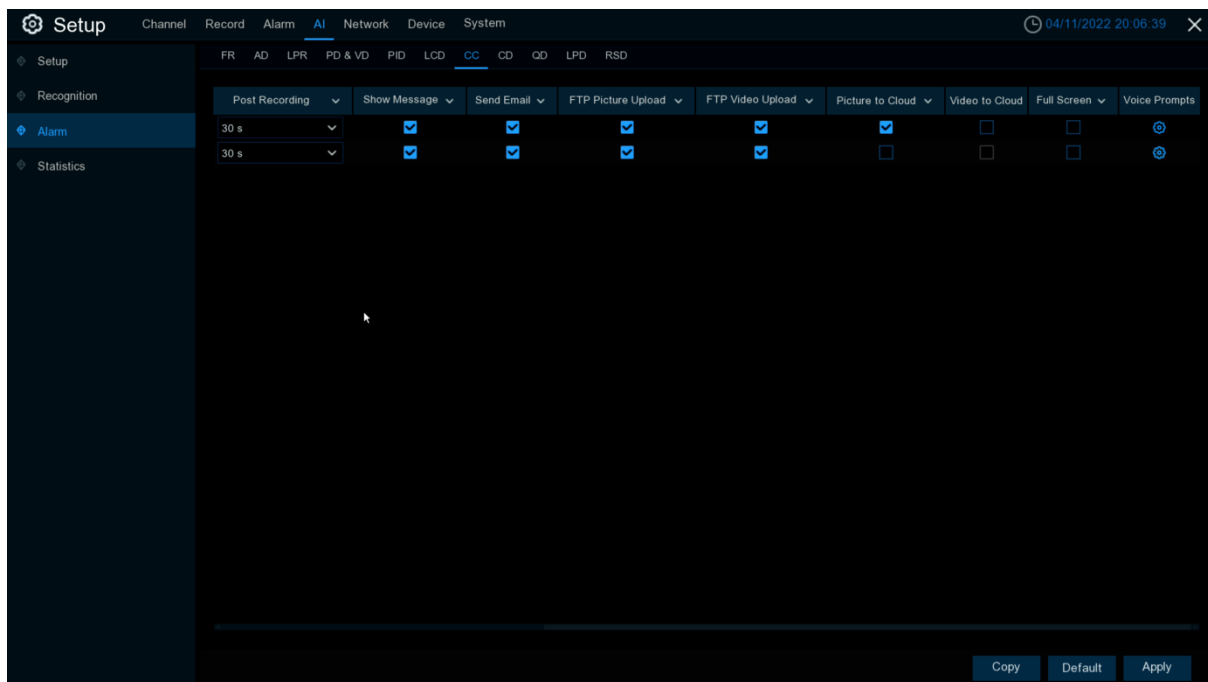 Setup Channel Record Alarm AI Network Device System 04/11/2022 20:06:39
Setup
Recognition
Alarm
Statistics
FR AD LPR PD & VD PID LCD CC CD QD LPD RSD
Post Recording Show Message Send Email FTP Picture Upload FTP Video Upload Picture to Cloud Video to Cloud Full Screen Voice Prompts
30 s
30 s
Copy Default Apply